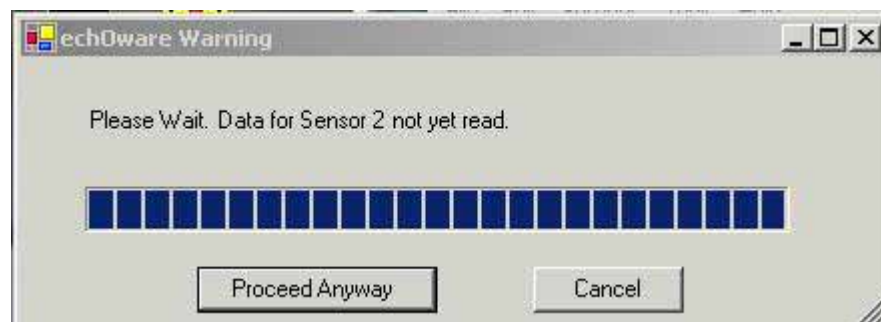 echOware Warning
Please Wait. Data for Sensor 2 not yet read.
Proceed Anyway
Cancel